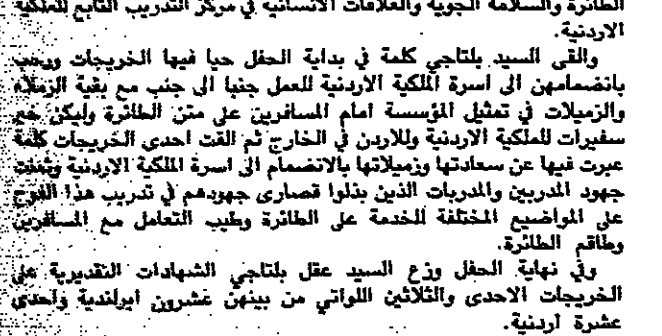 الطائرة والسلامة الجوية والعلاقات الانسانية في مركز التدريب التابع للملكية
الاردنية.
والقى السيد بلتاجي كلمة في بداية الحفل حيا فيها الخريجات ورحب
بانضمامهن الى اسرة الملكية الاردنية للعمل جنبا الى جنب مع بقية الزملاء
والزميلات في تمثيل المؤسسة امام المسافرين على متن الطائرة وليكن خير
سفيرات للملكية الاردنية وللاردن في الخارج ثم القت احدى الخريجات كلمة
عبرت فيها عن سعادتها وزميلاتها بالانضمام الى اسرة الملكية الاردنية وثمنت
جهود المدربين والمدربات الذين بذلوا قصارى جهودهم في تدريب هذا الفوج
على المواضيع المختلفة للخدمة على الطائرة وطيب التعامل مع المسافرين
وطاقم الطائرة.
وفي نهاية الحفل وزع السيد عقل بلتاجي الشهادات التقديرية على
الخريجات الاحدى والثلاثين اللواتي من بينهن عشرون ايرلندية واحدى
عشرة اردنية.